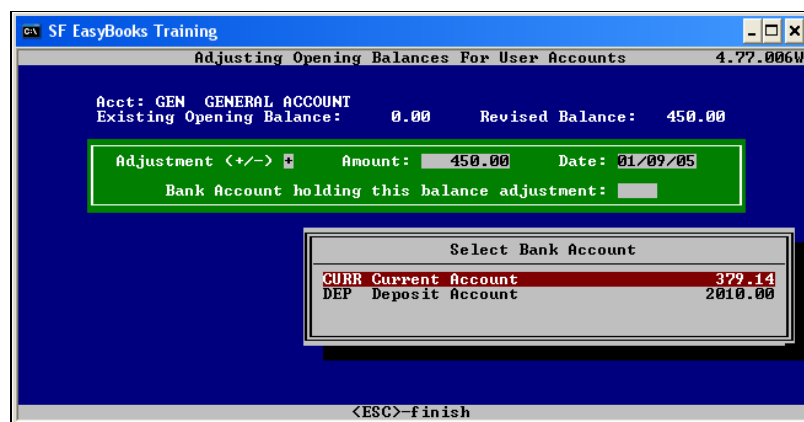 SF EasyBooks Training
Adjusting Opening Balances For User Accounts 4.77.006W
Acct: GEN GENERAL ACCOUNT
Existing Opening Balance: 0.00 Revised Balance: 450.00
Adjustment (+/-) + Amount: 450.00 Date: 01/09/05
Bank Account holding this balance adjustment:
Select Bank Account
CURR Current Account 379.14
DEP Deposit Account 2010.00
<ESC>-finish